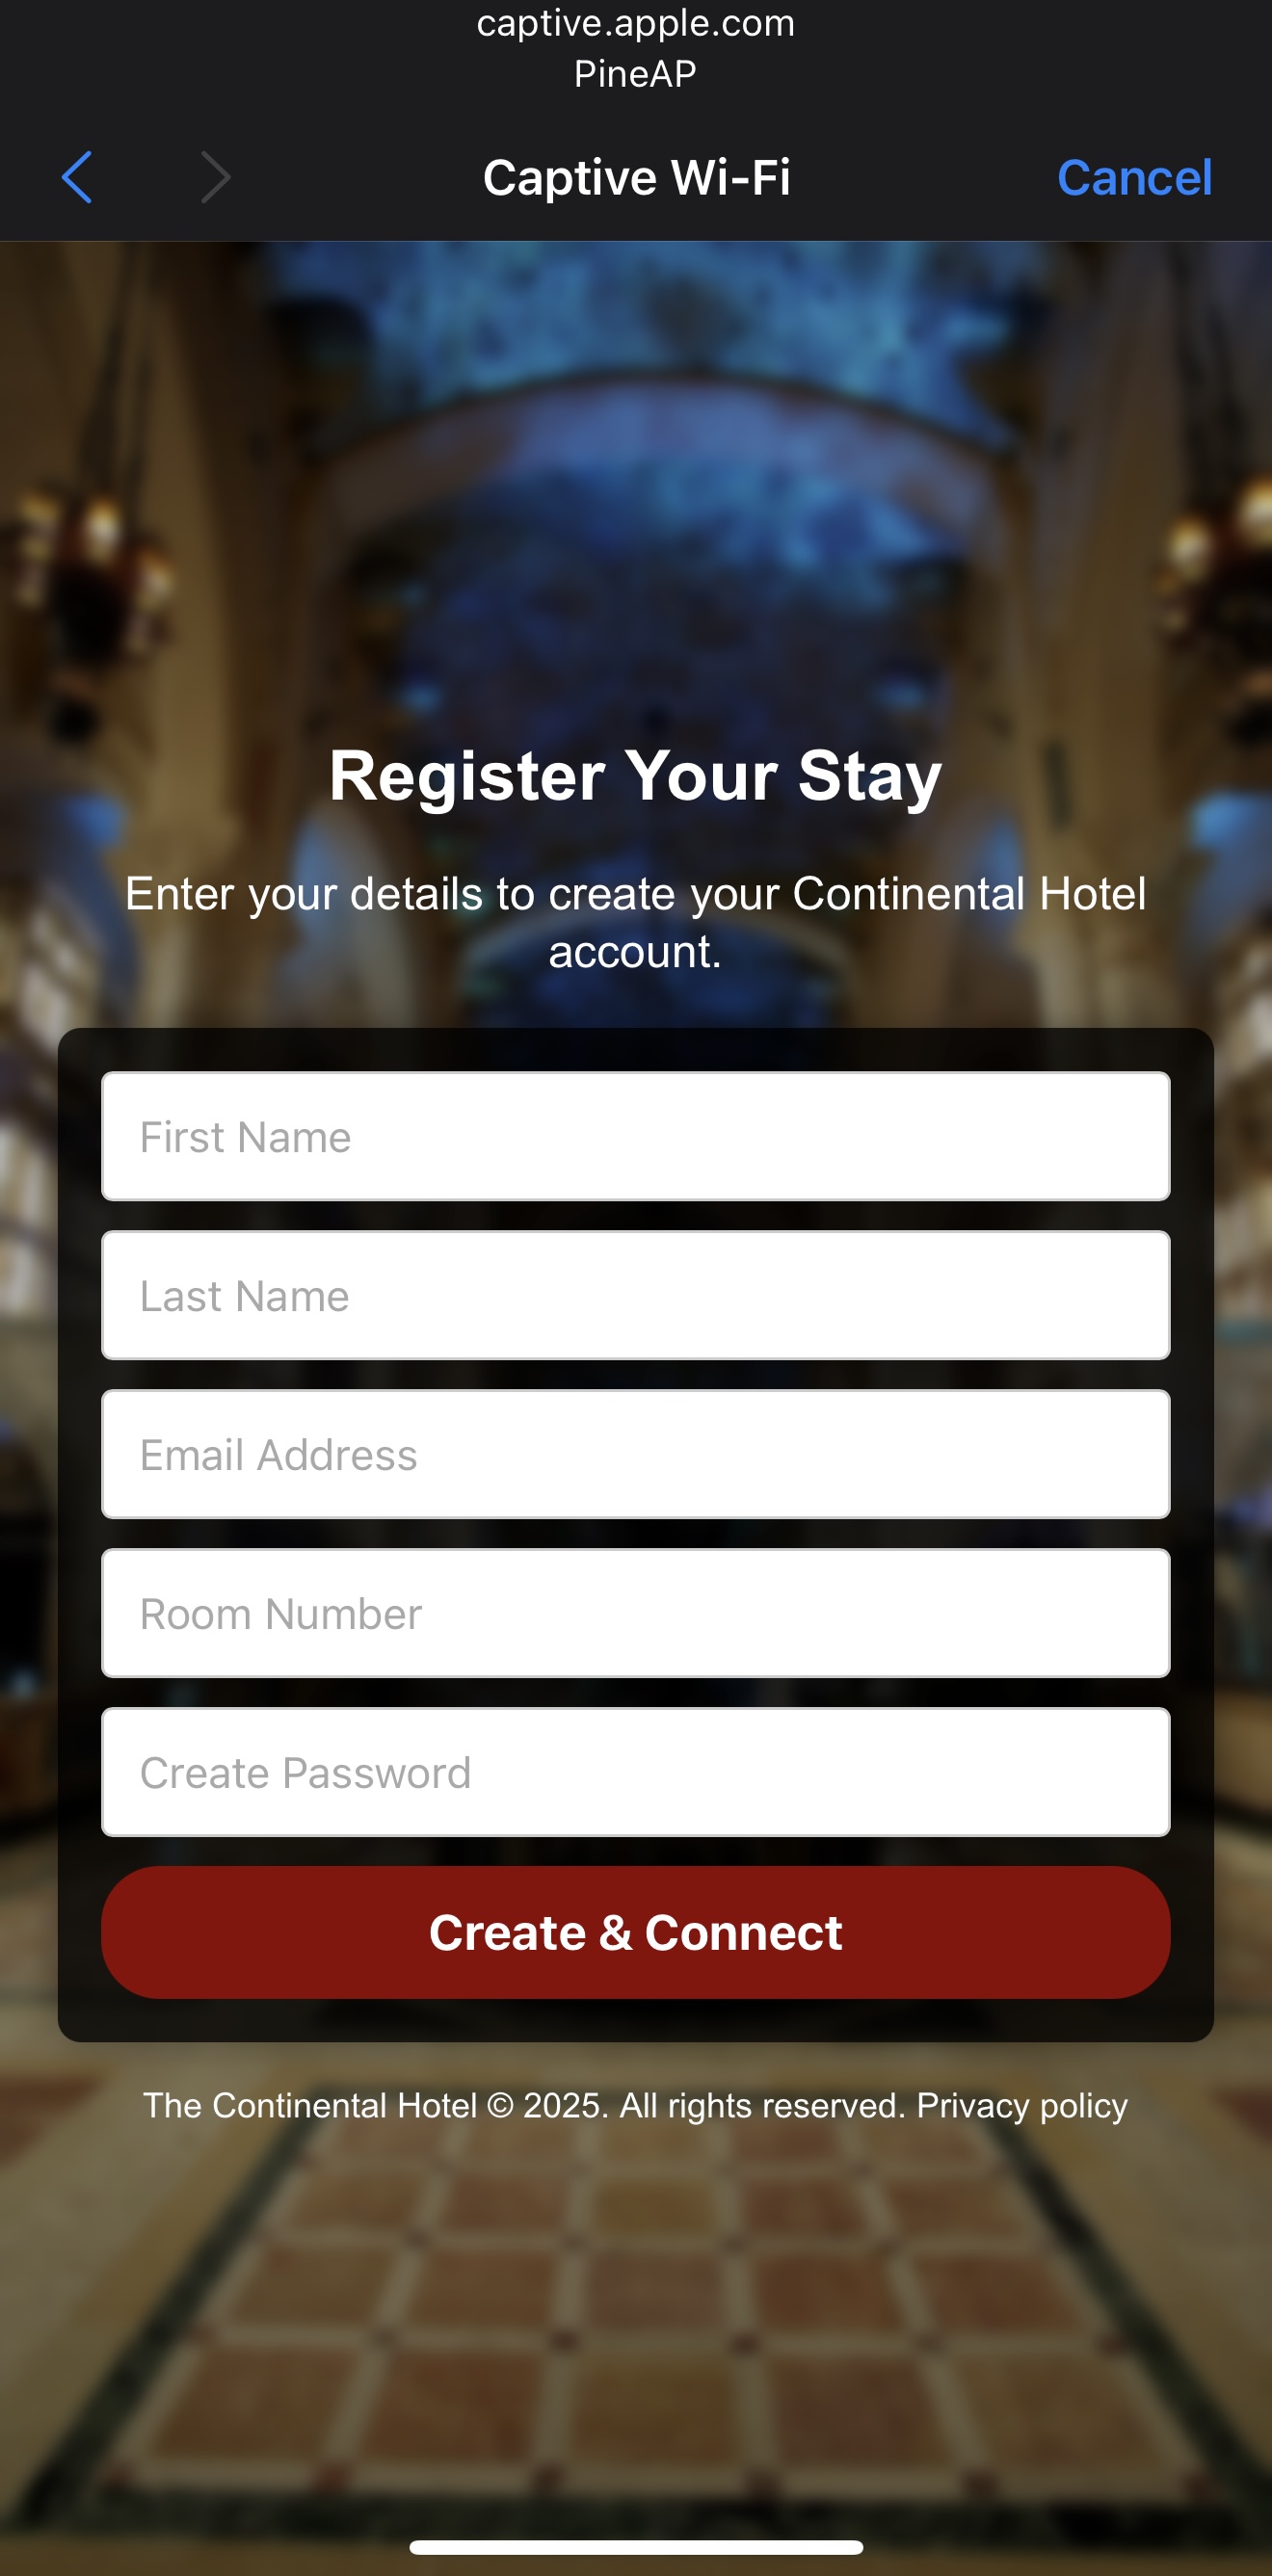 captive.apple.com
PineAP
Captive Wi-Fi
Cancel
Register Your Stay
Enter your details to create your Continental Hotel
account.
First Name
Last Name
Email Address
Room Number
Create Password
Create & Connect
The Continental Hotel © 2025. All rights reserved. Privacy policy